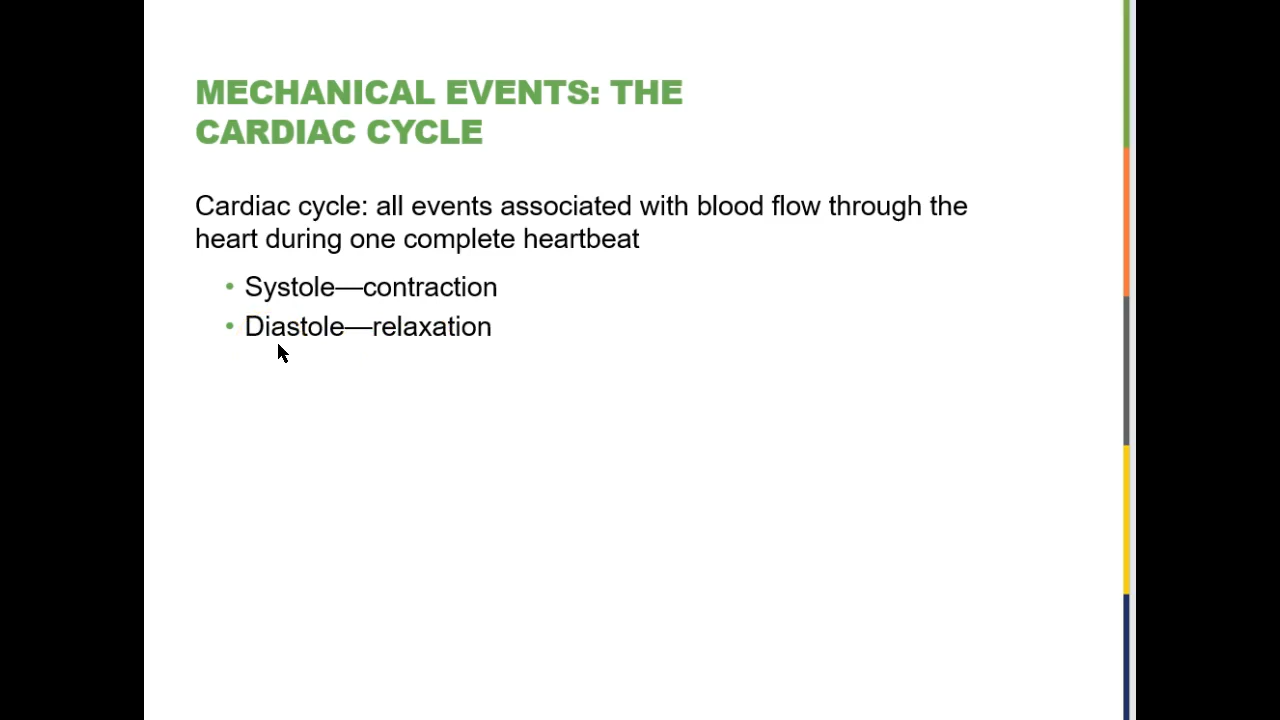 MECHANICAL EVENTS: THE
CARDIAC CYCLE
Cardiac cycle: all events associated with blood flow through the
heart during one complete heartbeat
• Systole—contraction
• Diastole—relaxation